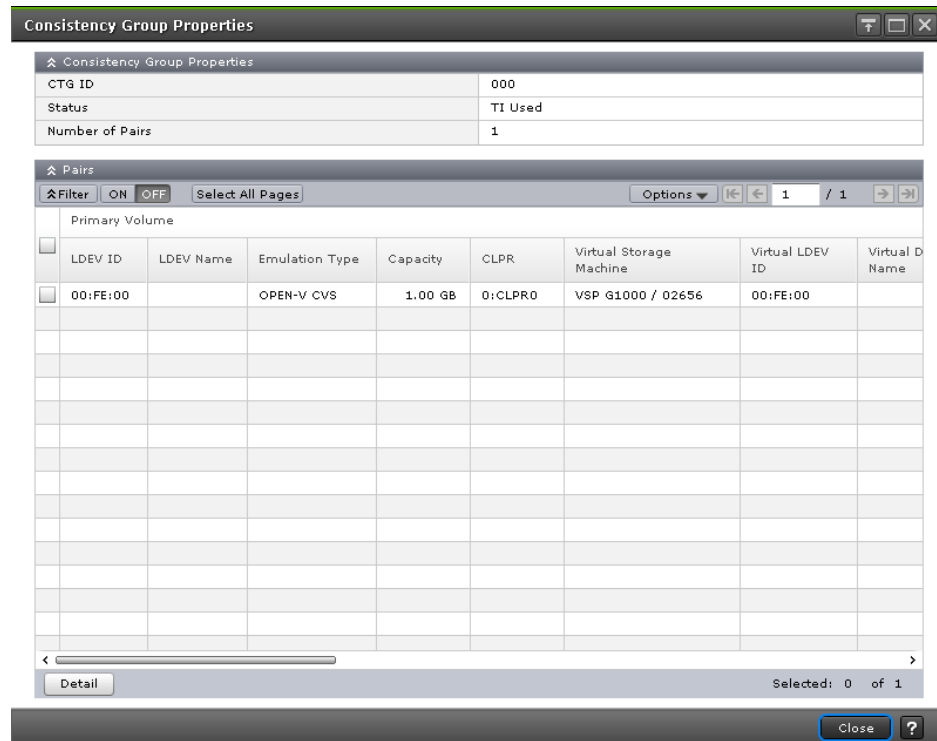 Consistency Group Properties
Consistency Group Properties
CTG ID 000
Status TI Used
Number of Pairs 1
Pairs
Filter ON OFF Select All Pages Options 1 / 1
Primary Volume
LDEV ID LDEV Name Emulation Type Capacity CLPR Virtual Storage Machine Virtual LDEV ID Virtual D Name
00:FE:00 OPEN-V CVS 1.00 GB 0:CLPR0 VSP G1000 / 02656 00:FE:00
Detail Selected: 0 of 1
Close ?